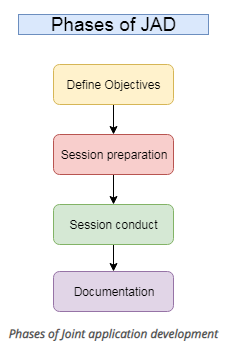 Phases of JAD
Define Objectives
Session preparation
Session conduct
Documentation
Phases of Joint application development